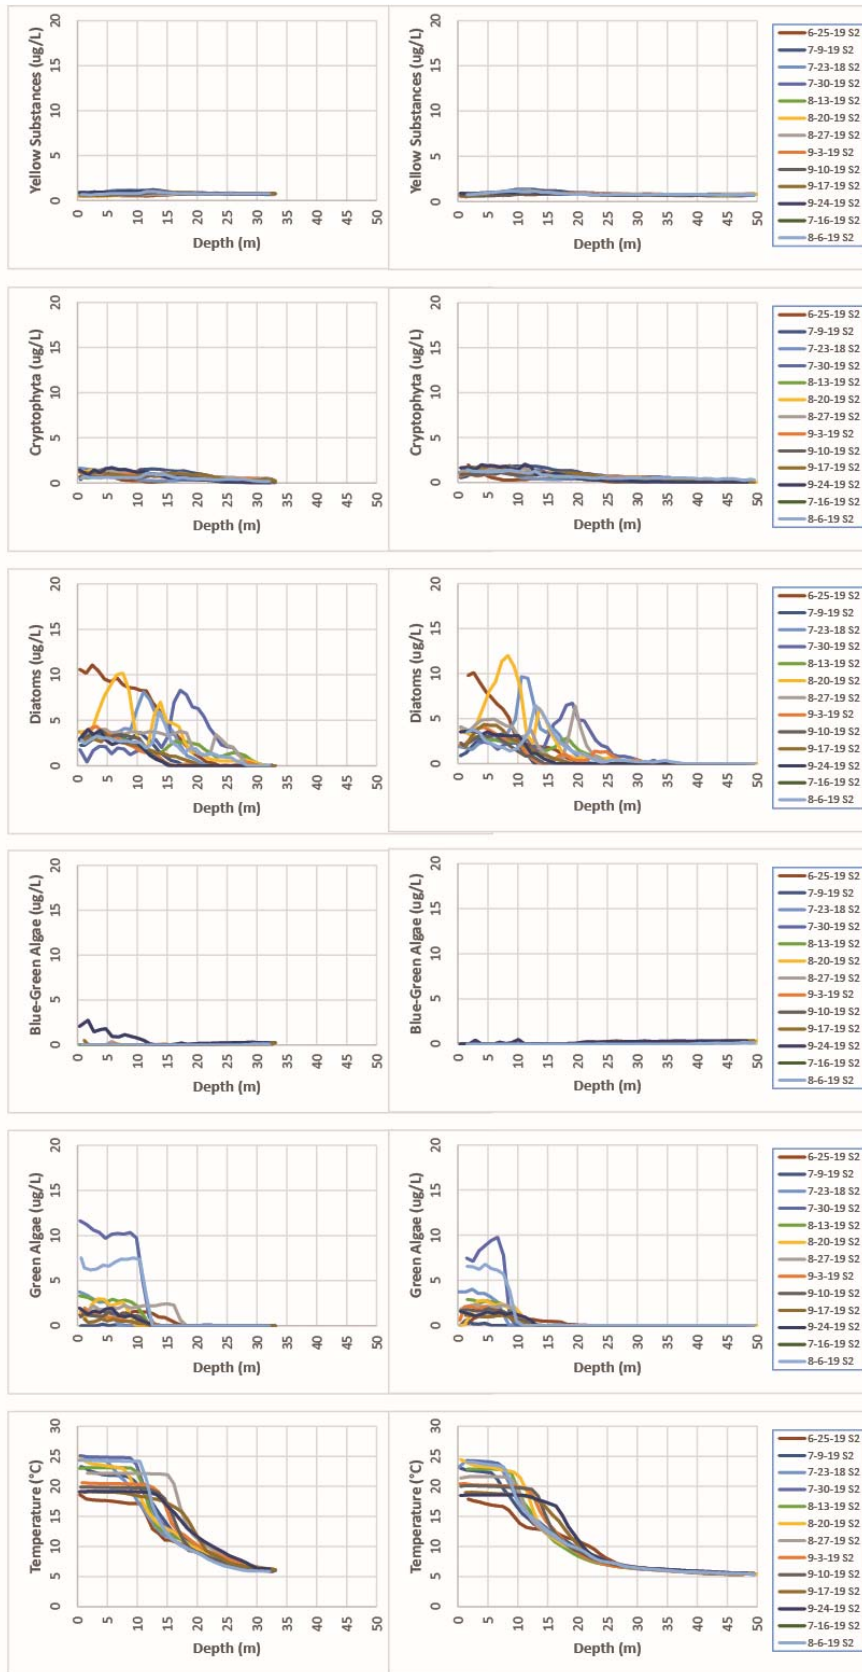 Yellow Substances (ug/L)
20
15
10
5
0
0 5 10 15 20 25 30 35 40 45 50
Depth (m)
Yellow Substances (ug/L)
20
15
10
5
0
0 5 10 15 20 25 30 35 40 45 50
Depth (m)
6-25-19 S2
7-9-19 S2
7-23-18 S2
7-30-19 S2
8-13-19 S2
8-20-19 S2
8-27-19 S2
9-3-19 S2
9-10-19 S2
9-17-19 S2
9-24-19 S2
7-16-19 S2
8-6-19 S2
Cryptophyta (ug/L)
20
15
10
5
0
0 5 10 15 20 25 30 35 40 45 50
Depth (m)
Cryptophyta (ug/L)
20
15
10
5
0
0 5 10 15 20 25 30 35 40 45 50
Depth (m)
6-25-19 S2
7-9-19 S2
7-23-18 S2
7-30-19 S2
8-13-19 S2
8-20-19 S2
8-27-19 S2
9-3-19 S2
9-10-19 S2
9-17-19 S2
9-24-19 S2
7-16-19 S2
8-6-19 S2
Diatoms (ug/L)
20
15
10
5
0
0 5 10 15 20 25 30 35 40 45 50
Depth (m)
Diatoms (ug/L)
20
15
10
5
0
0 5 10 15 20 25 30 35 40 45 50
Depth (m)
6-25-19 S2
7-9-19 S2
7-23-18 S2
7-30-19 S2
8-13-19 S2
8-20-19 S2
8-27-19 S2
9-3-19 S2
9-10-19 S2
9-17-19 S2
9-24-19 S2
7-16-19 S2
8-6-19 S2
Blue-Green Algae (ug/L)
20
15
10
5
0
0 5 10 15 20 25 30 35 40 45 50
Depth (m)
Blue-Green Algae (ug/L)
20
15
10
5
0
0 5 10 15 20 25 30 35 40 45 50
Depth (m)
6-25-19 S2
7-9-19 S2
7-23-18 S2
7-30-19 S2
8-13-19 S2
8-20-19 S2
8-27-19 S2
9-3-19 S2
9-10-19 S2
9-17-19 S2
9-24-19 S2
7-16-19 S2
8-6-19 S2
Green Algae (ug/L)
20
15
10
5
0
0 5 10 15 20 25 30 35 40 45 50
Depth (m)
Green Algae (ug/L)
20
15
10
5
0
0 5 10 15 20 25 30 35 40 45 50
Depth (m)
6-25-19 S2
7-9-19 S2
7-23-18 S2
7-30-19 S2
8-13-19 S2
8-20-19 S2
8-27-19 S2
9-3-19 S2
9-10-19 S2
9-17-19 S2
9-24-19 S2
7-16-19 S2
8-6-19 S2
Temperature (°C)
30
25
20
15
10
5
0
0 5 10 15 20 25 30 35 40 45 50
Depth (m)
Temperature (°C)
30
25
20
15
10
5
0
0 5 10 15 20 25 30 35 40 45 50
Depth (m)
6-25-19 S2
7-9-19 S2
7-23-18 S2
7-30-19 S2
8-13-19 S2
8-20-19 S2
8-27-19 S2
9-3-19 S2
9-10-19 S2
9-17-19 S2
9-24-19 S2
7-16-19 S2
8-6-19 S2